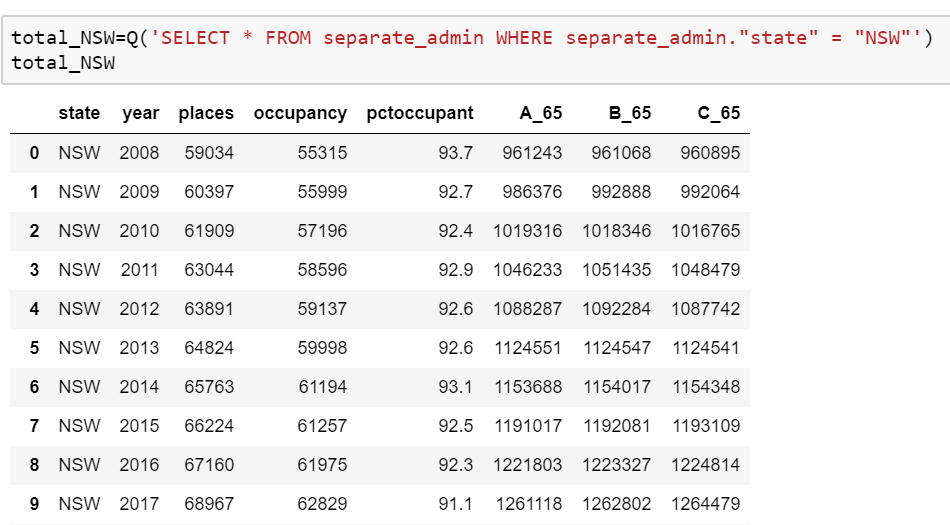 total_NSW=Q('SELECT * FROM separate_admin WHERE separate_admin."state" = "NSW"')
total_NSW
state year places occupancy pctoccupant A_65 B_65 C_65
0 NSW 2008 59034 55315 93.7 961243 961068 960895
1 NSW 2009 60397 55999 92.7 986376 992888 992064
2 NSW 2010 61909 57196 92.4 1019316 1018346 1016765
3 NSW 2011 63044 58596 92.9 1046233 1051435 1048479
4 NSW 2012 63891 59137 92.6 1088287 1092284 1087742
5 NSW 2013 64824 59998 92.6 1124551 1124547 1124541
6 NSW 2014 65763 61194 93.1 1153688 1154017 1154348
7 NSW 2015 66224 61257 92.5 1191017 1192081 1193109
8 NSW 2016 67160 61975 92.3 1221803 1223327 1224814
9 NSW 2017 68967 62829 91.1 1261118 1262802 1264479